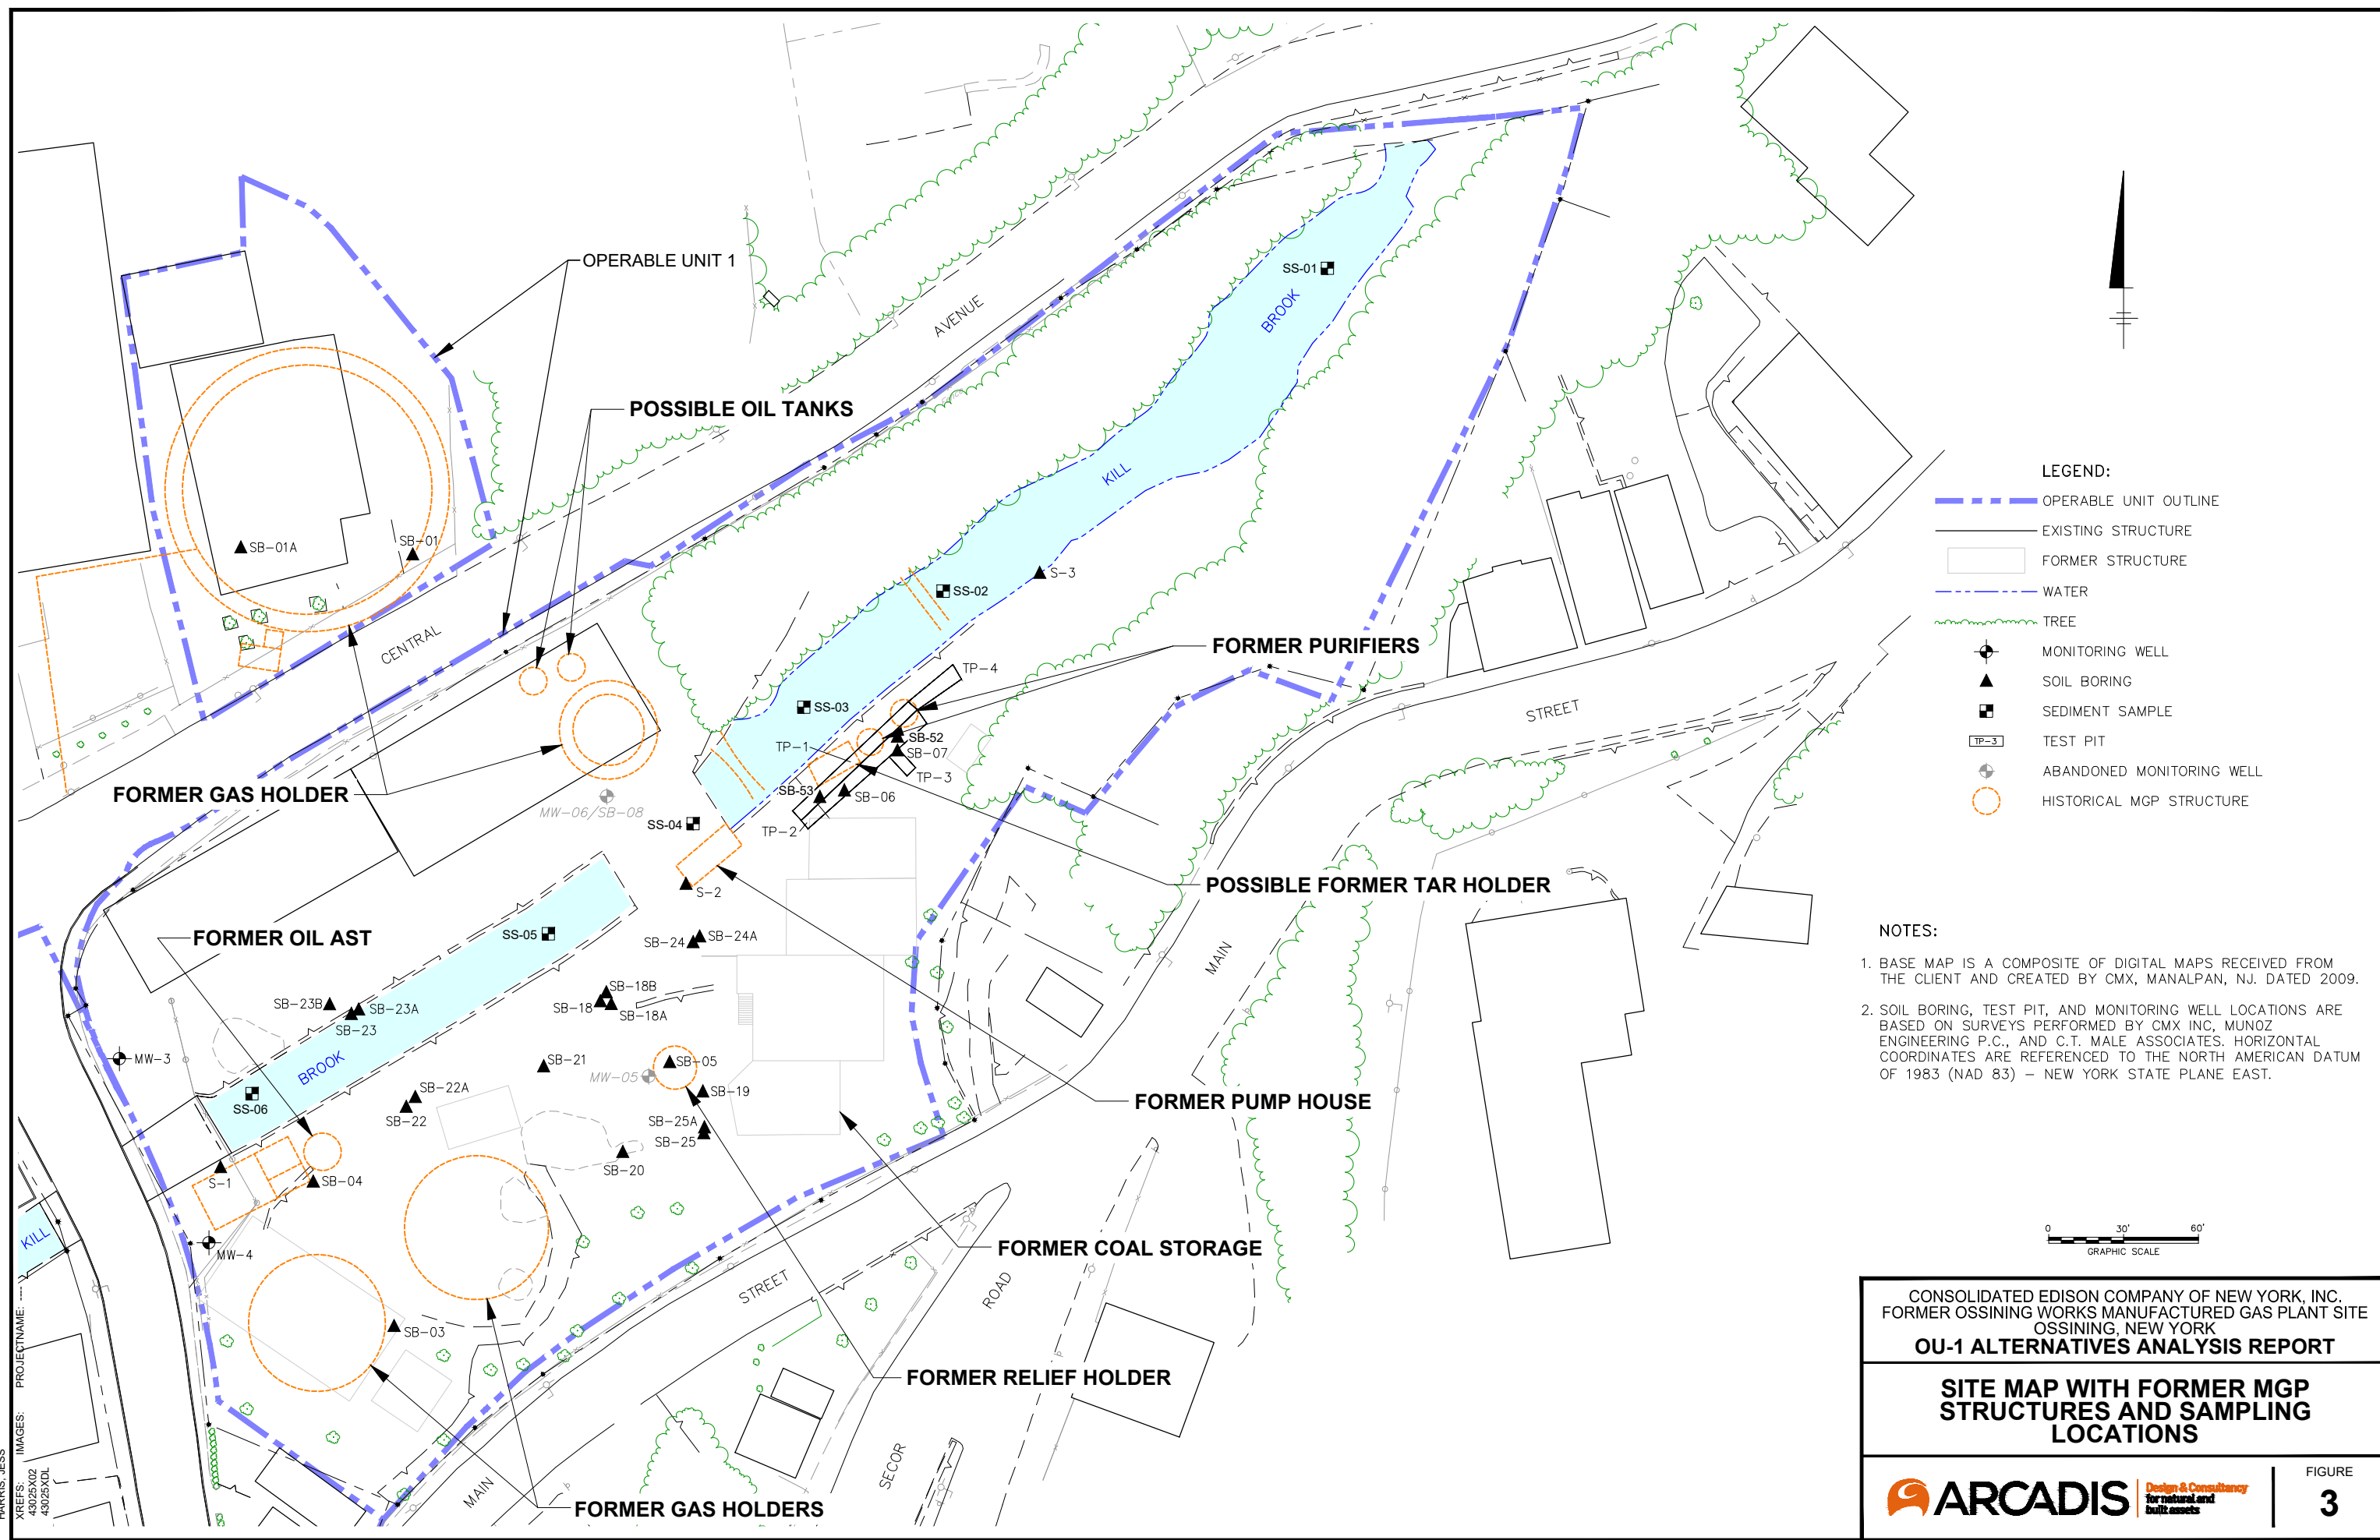 OPERABLE UNIT 1
AVENUE
SS-01
BROOK
POSSIBLE OIL TANKS
KILL
SB-01A
SB-01
CENTRAL
S-3
SS-02
FORMER PURIFIERS
TP-4
SS-03
STREET
TP-1
SB-52
SB-07
TP-3
FORMER GAS HOLDER
SB-53
SB-06
MW-06/SB-08
SS-04
TP-2
S-2
POSSIBLE FORMER TAR HOLDER
FORMER OIL AST
SS-05
SB-24
SB-24A
MAIN
SB-23B
SB-23A
SB-23
SB-18B
SB-18
SB-18A
MW-3
BROOK
SB-21
SB-05
MW-05
SB-22A
SB-22
SB-19
SS-06
FORMER PUMP HOUSE
SB-25A
SB-25
SB-20
S-1
SB-04
KILL
MW-4
FORMER COAL STORAGE
STREET
ROAD
SB-03
FORMER RELIEF HOLDER
SECOR
MAIN
FORMER GAS HOLDERS
LEGEND:
OPERABLE UNIT OUTLINE
EXISTING STRUCTURE
FORMER STRUCTURE
WATER
TREE
MONITORING WELL
SOIL BORING
SEDIMENT SAMPLE
TP-3 TEST PIT
ABANDONED MONITORING WELL
HISTORICAL MGP STRUCTURE
NOTES:
1. BASE MAP IS A COMPOSITE OF DIGITAL MAPS RECEIVED FROM
THE CLIENT AND CREATED BY CMX, MANALPAN, NJ. DATED 2009.
2. SOIL BORING, TEST PIT, AND MONITORING WELL LOCATIONS ARE
BASED ON SURVEYS PERFORMED BY CMX INC, MUNOZ
ENGINEERING P.C., AND C.T. MALE ASSOCIATES. HORIZONTAL
COORDINATES ARE REFERENCED TO THE NORTH AMERICAN DATUM
OF 1983 (NAD 83) – NEW YORK STATE PLANE EAST.
0 30' 60'
GRAPHIC SCALE
CONSOLIDATED EDISON COMPANY OF NEW YORK, INC.
FORMER OSSINING WORKS MANUFACTURED GAS PLANT SITE
OSSINING, NEW YORK
OU-1 ALTERNATIVES ANALYSIS REPORT
SITE MAP WITH FORMER MGP
STRUCTURES AND SAMPLING
LOCATIONS
ARCADIS
Design & Consultancy
for natural and
built assets
FIGURE
3
XREFS: IMAGES: PROJECTNAME: ----
43025X02
43025XDL